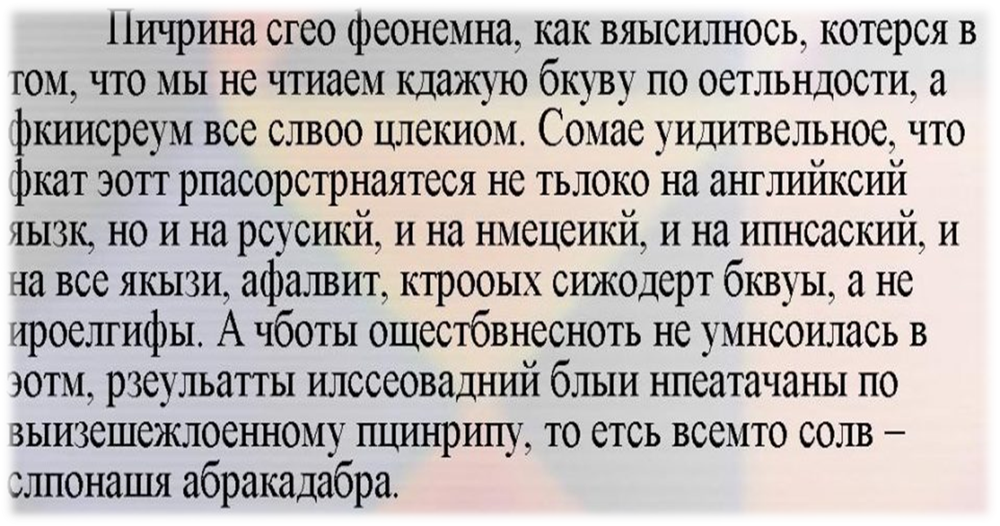 Пичрина сгео феонемна, как вяысилнось, котерся в
том, что мы не чтиаем кдажую бкуву по оетльндости, а
фкиисреум все слвоо цлекиом. Сомае уидитвельное, что
фкат эотт рпасорстрнаятеся не тьлоко на английксий
яызк, но и на рсусикй, и на нмецеикй, и на ипнсаский, и
на все якызи, афалвит, ктрооых сижодерт бквуы, а не
ироелгифы. А чботы ощестбвнесноть не умнсоилась в
эотм, рзеульатты илссеовадний блыи нпеатачаны по
выизешежлоенному пцинрипу, то етсь всемто солв –
слпонашя абракадабра.